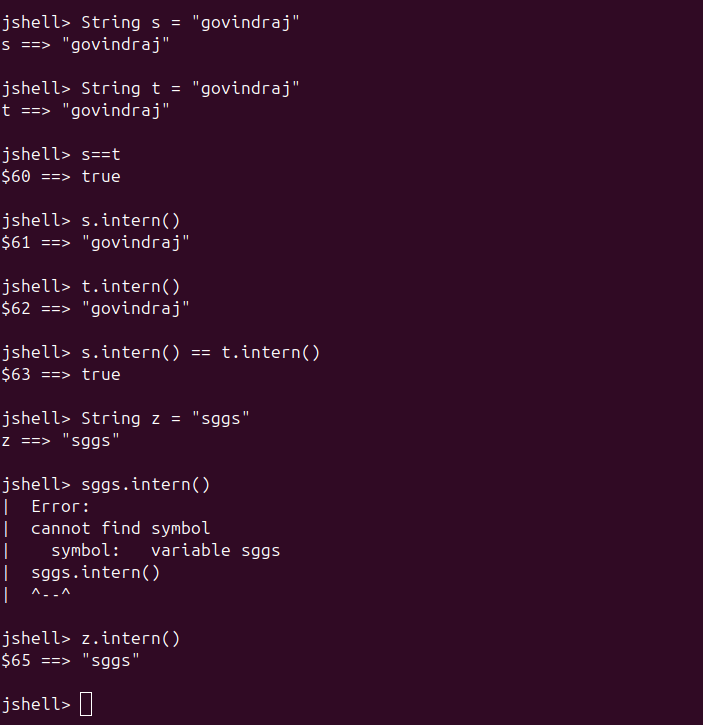 jshell> String s = "govindraj"
s ==> "govindraj"
jshell> String t = "govindraj"
t ==> "govindraj"
jshell> s==t
$60 ==> true
jshell> s.intern()
$61 ==> "govindraj"
jshell> t.intern()
$62 ==> "govindraj"
jshell> s.intern() == t.intern()
$63 ==> true
jshell> String z = "sggs"
z ==> "sggs"
jshell> sggs.intern()
|  Error:
|  cannot find symbol
|    symbol:   variable sggs
|  sggs.intern()
|  ^--^
jshell> z.intern()
$65 ==> "sggs"
jshell>